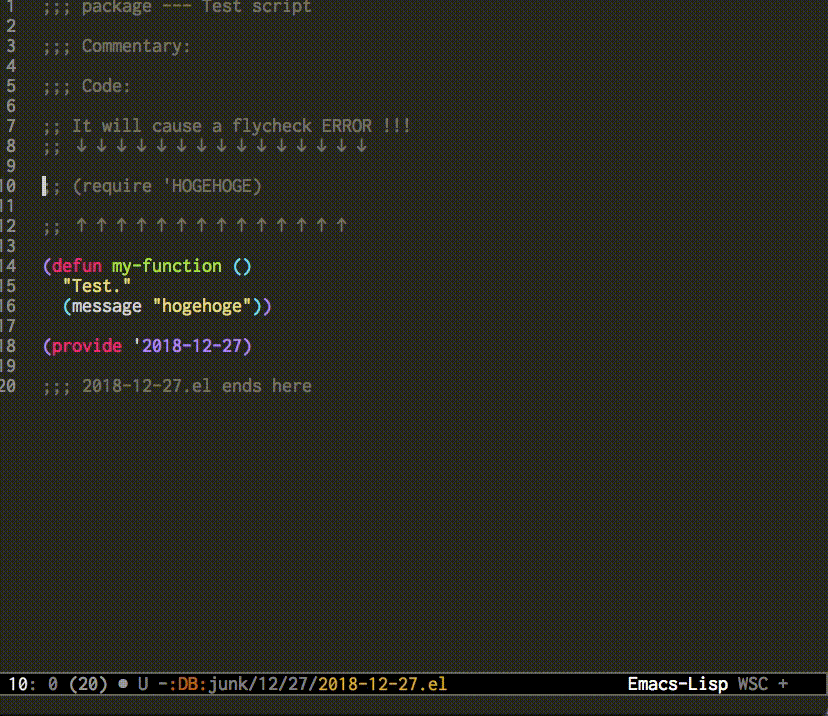 1 ;;; package --- Test script
2
3 ;;; Commentary:
4
5 ;;; Code:
6
7 ;; It will cause a flycheck ERROR !!!
8 ;; ↓ ↓ ↓ ↓ ↓ ↓ ↓ ↓ ↓ ↓ ↓ ↓ ↓ ↓ ↓
9
10 ;; (require 'HOGEHOGE)
11
12 ;; ↑ ↑ ↑ ↑ ↑ ↑ ↑ ↑ ↑ ↑ ↑ ↑ ↑ ↑
13
14 (defun my-function ()
15   "Test."
16   (message "hogehoge"))
17
18 (provide '2018-12-27)
19
20 ;;; 2018-12-27.el ends here
10: 0 (20) ● U -:DB:junk/12/27/2018-12-27.el Emacs-Lisp WSC +